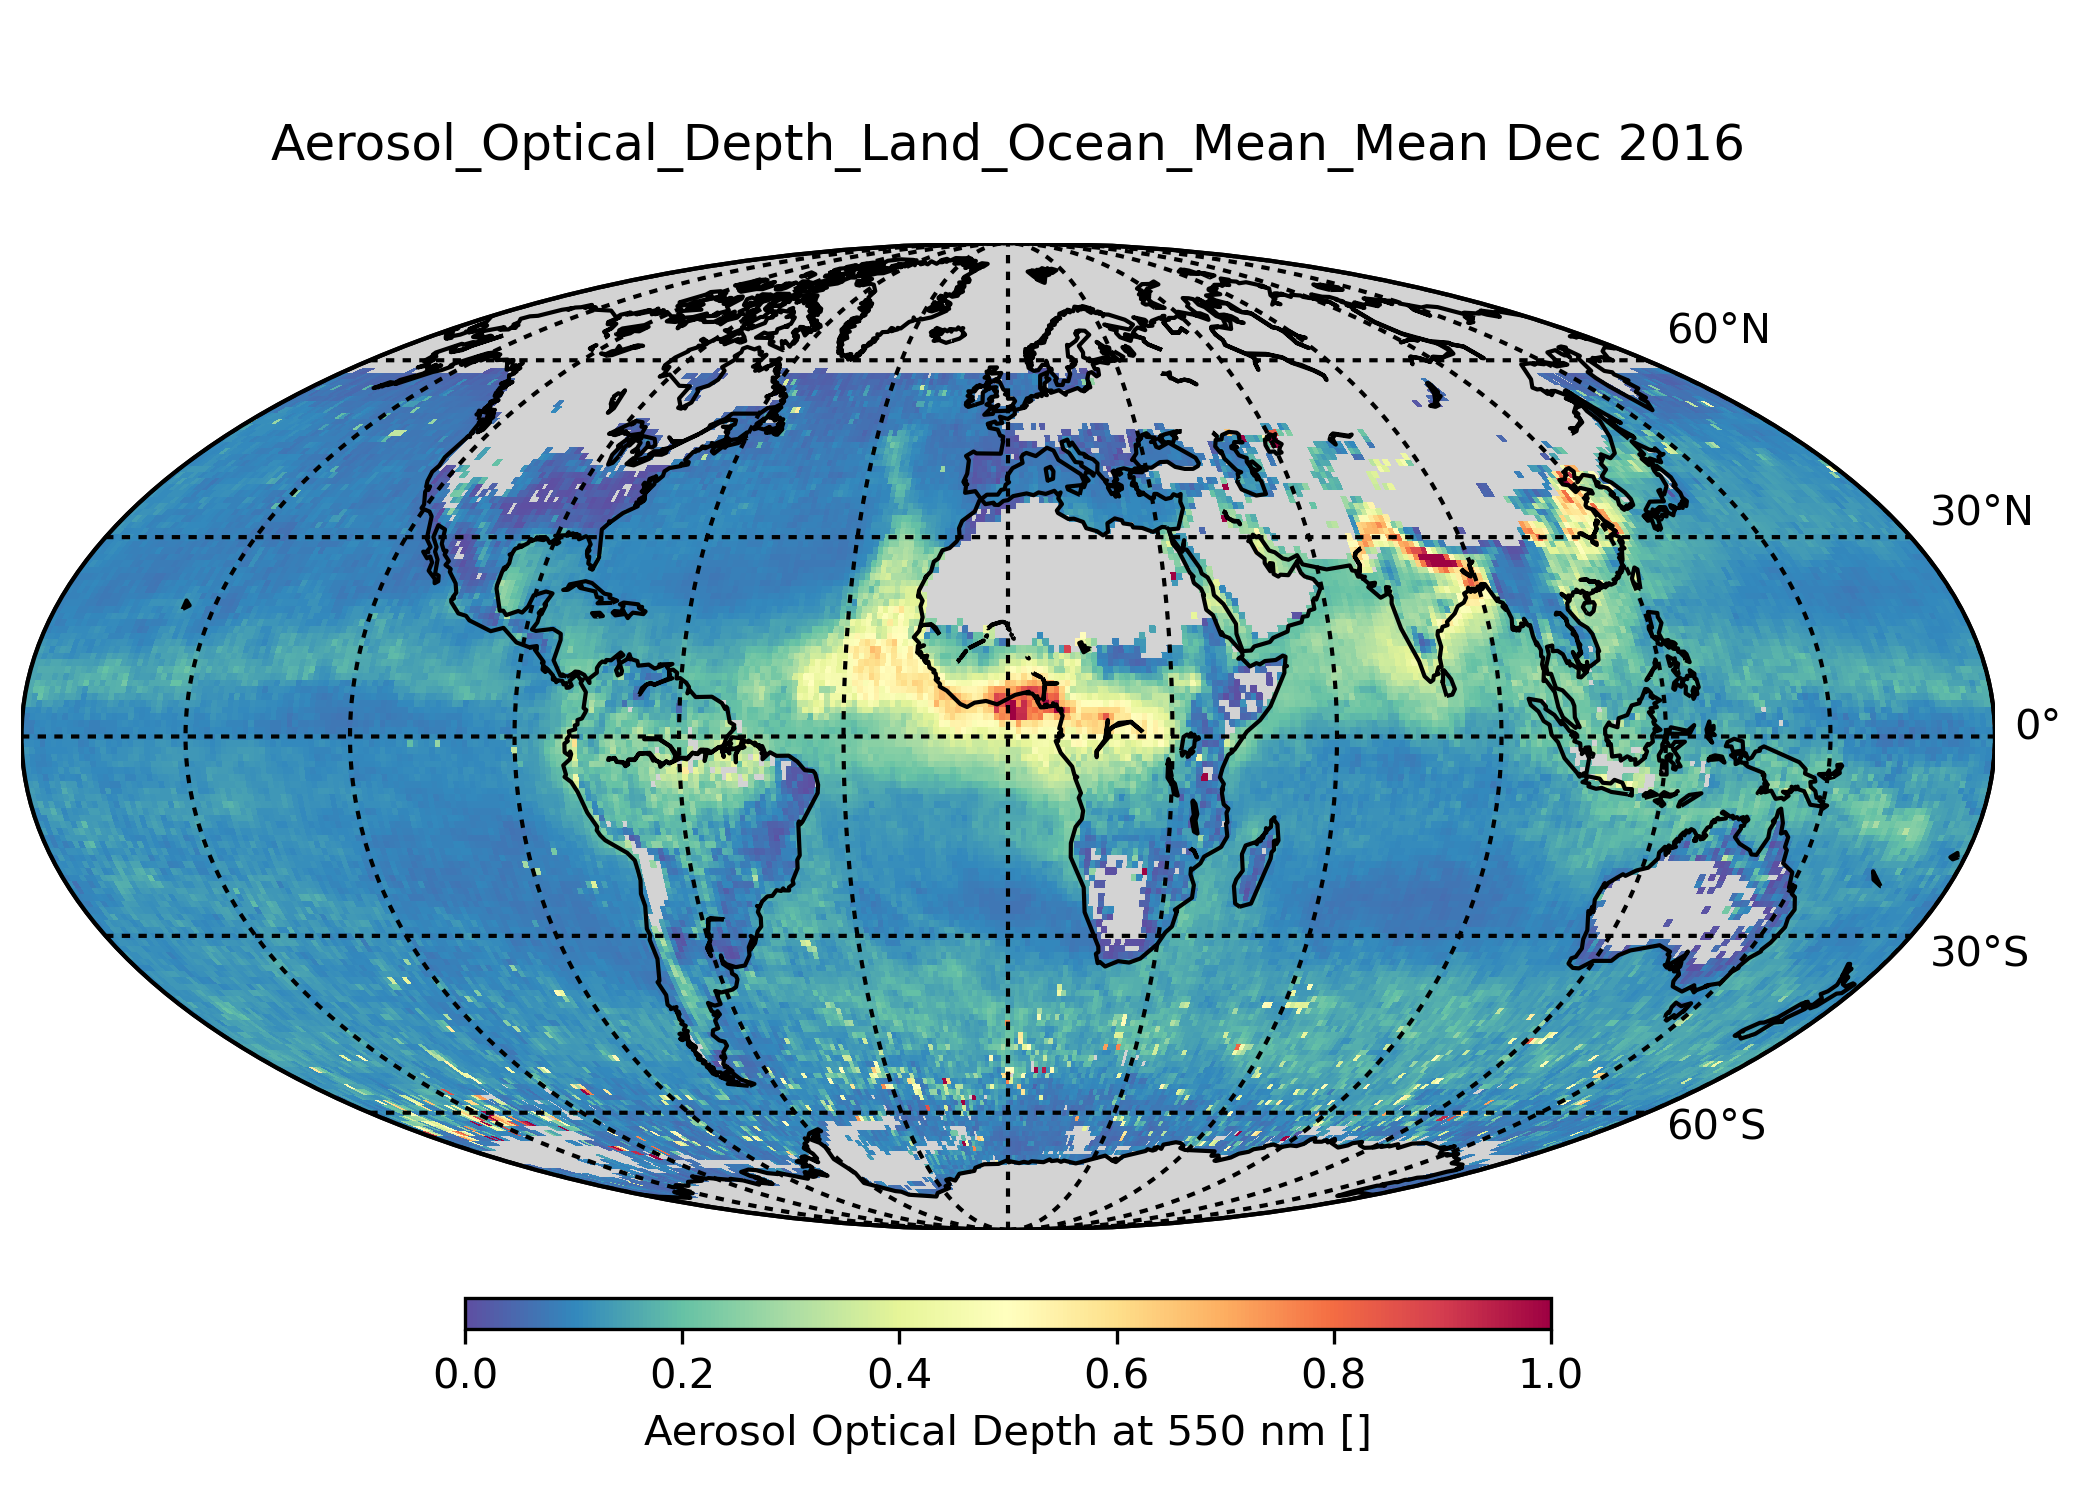 Aerosol_Optical_Depth_Land_Ocean_Mean_Mean Dec 2016
60°N
30°N
0°
30°S
60°S
0.0 0.2 0.4 0.6 0.8 1.0
Aerosol Optical Depth at 550 nm []